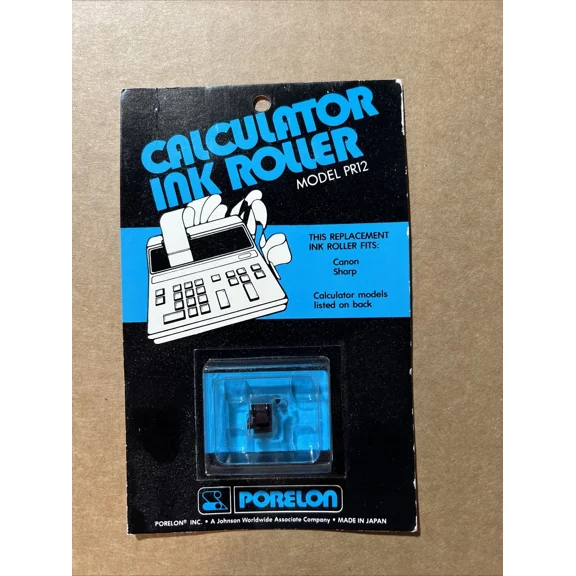 CALCULATOR
INK ROLLER
MODEL PR12
THIS REPLACEMENT
INK ROLLER FITS:
Canon
Sharp
Calculator models
listed on back
PORELON
PORELON® INC. • A Johnson Worldwide Associate Company • MADE IN JAPAN